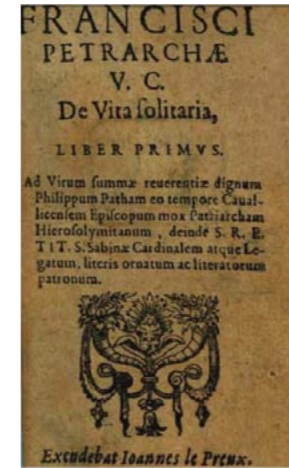 FRANCISCI
PETRARCHÆ
V. C.
De Vita ſolitaria,
LIBER PRIMVS.
Ad Virum ſummæ reuerentiæ dignum
Philippum Patham eo tempore Caual-
licenſem Epiſcopum mox Patriarcham
Hieroſolymitanum, deindé S. R. E.
TIT. S. Sabinæ Cardinalem atque Le-
gatum, literis ornatum ac literatorum
patronum.
Excudebat Ioannes le Preux.